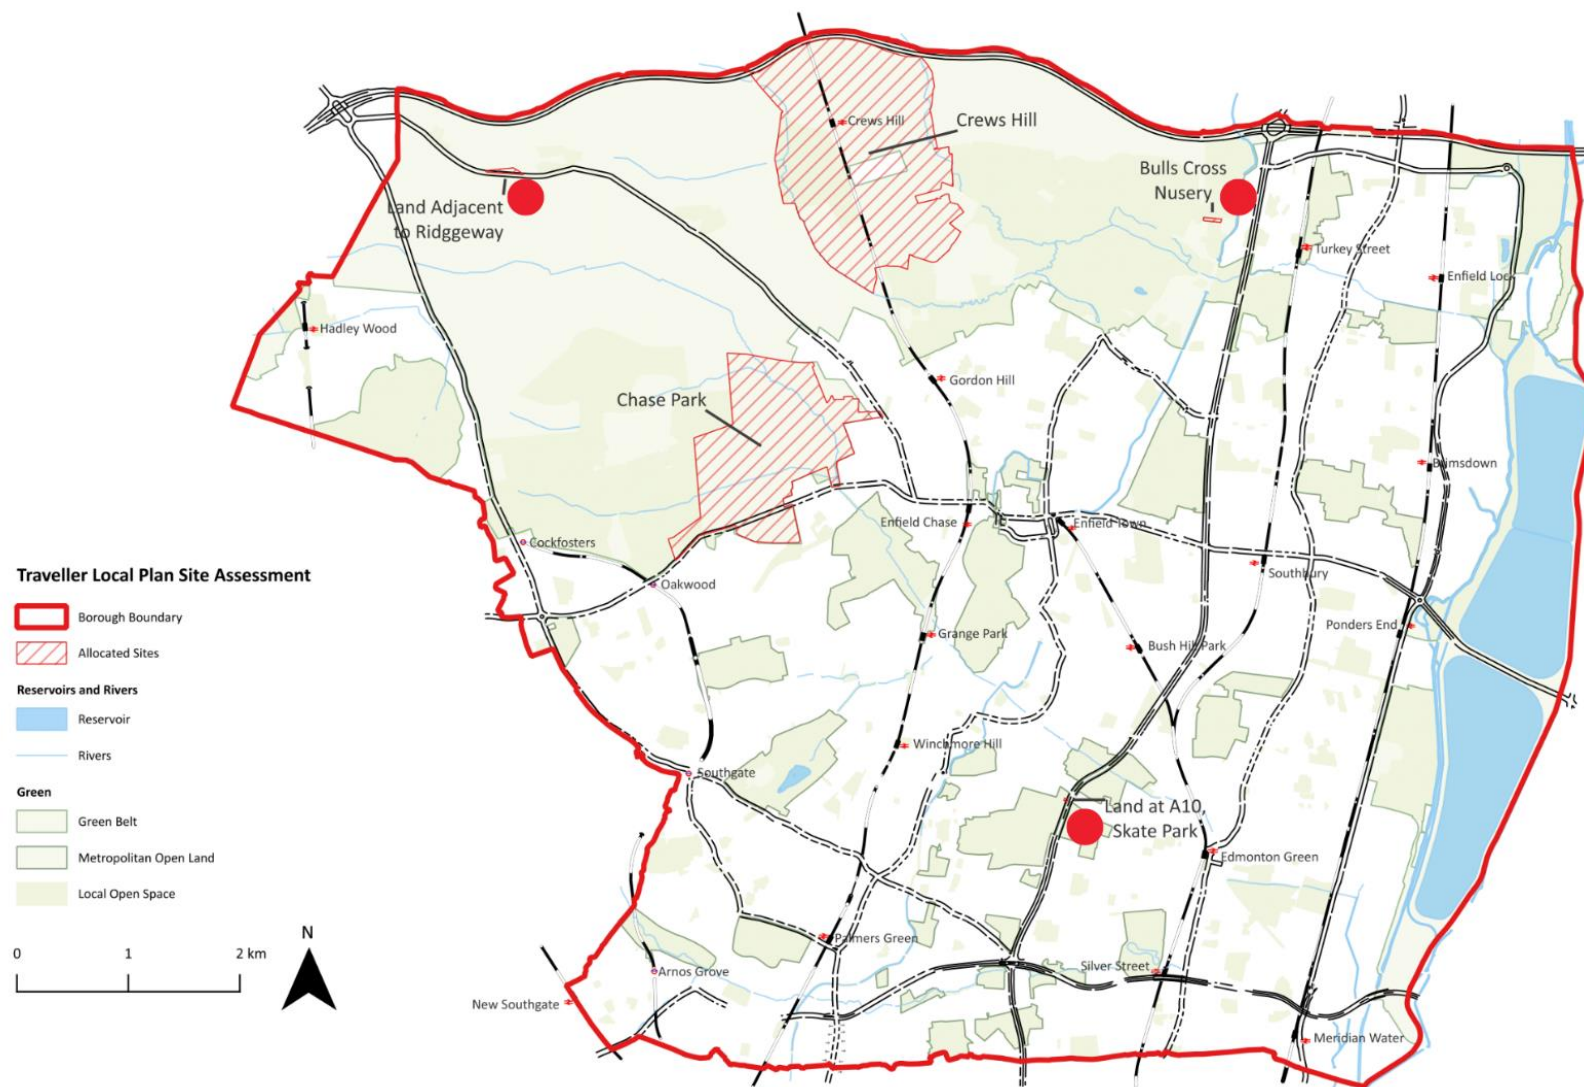 Crews Hill
Crews Hill
Bulls Cross
Nusery
Land Adjacent
to Ridggeway
Turkey Street
Enfield Loc
Hadley Wood
Gordon Hill
Chase Park
Brimsdown
Enfield Chase
Enfield Town
Cockfosters
Southbury
Oakwood
Traveller Local Plan Site Assessment
Borough Boundary
Allocated Sites
Reservoirs and Rivers
Reservoir
Rivers
Green
Green Belt
Metropolitan Open Land
Local Open Space
Ponders End
Grange Park
Bush Hill Park
Winchmore Hill
Southgate
Land at A10,
Skate Park
Edmonton Green
Palmers Green
Silver Street
Arnos Grove
New Southgate
Meridian Water
N
0 1 2 km